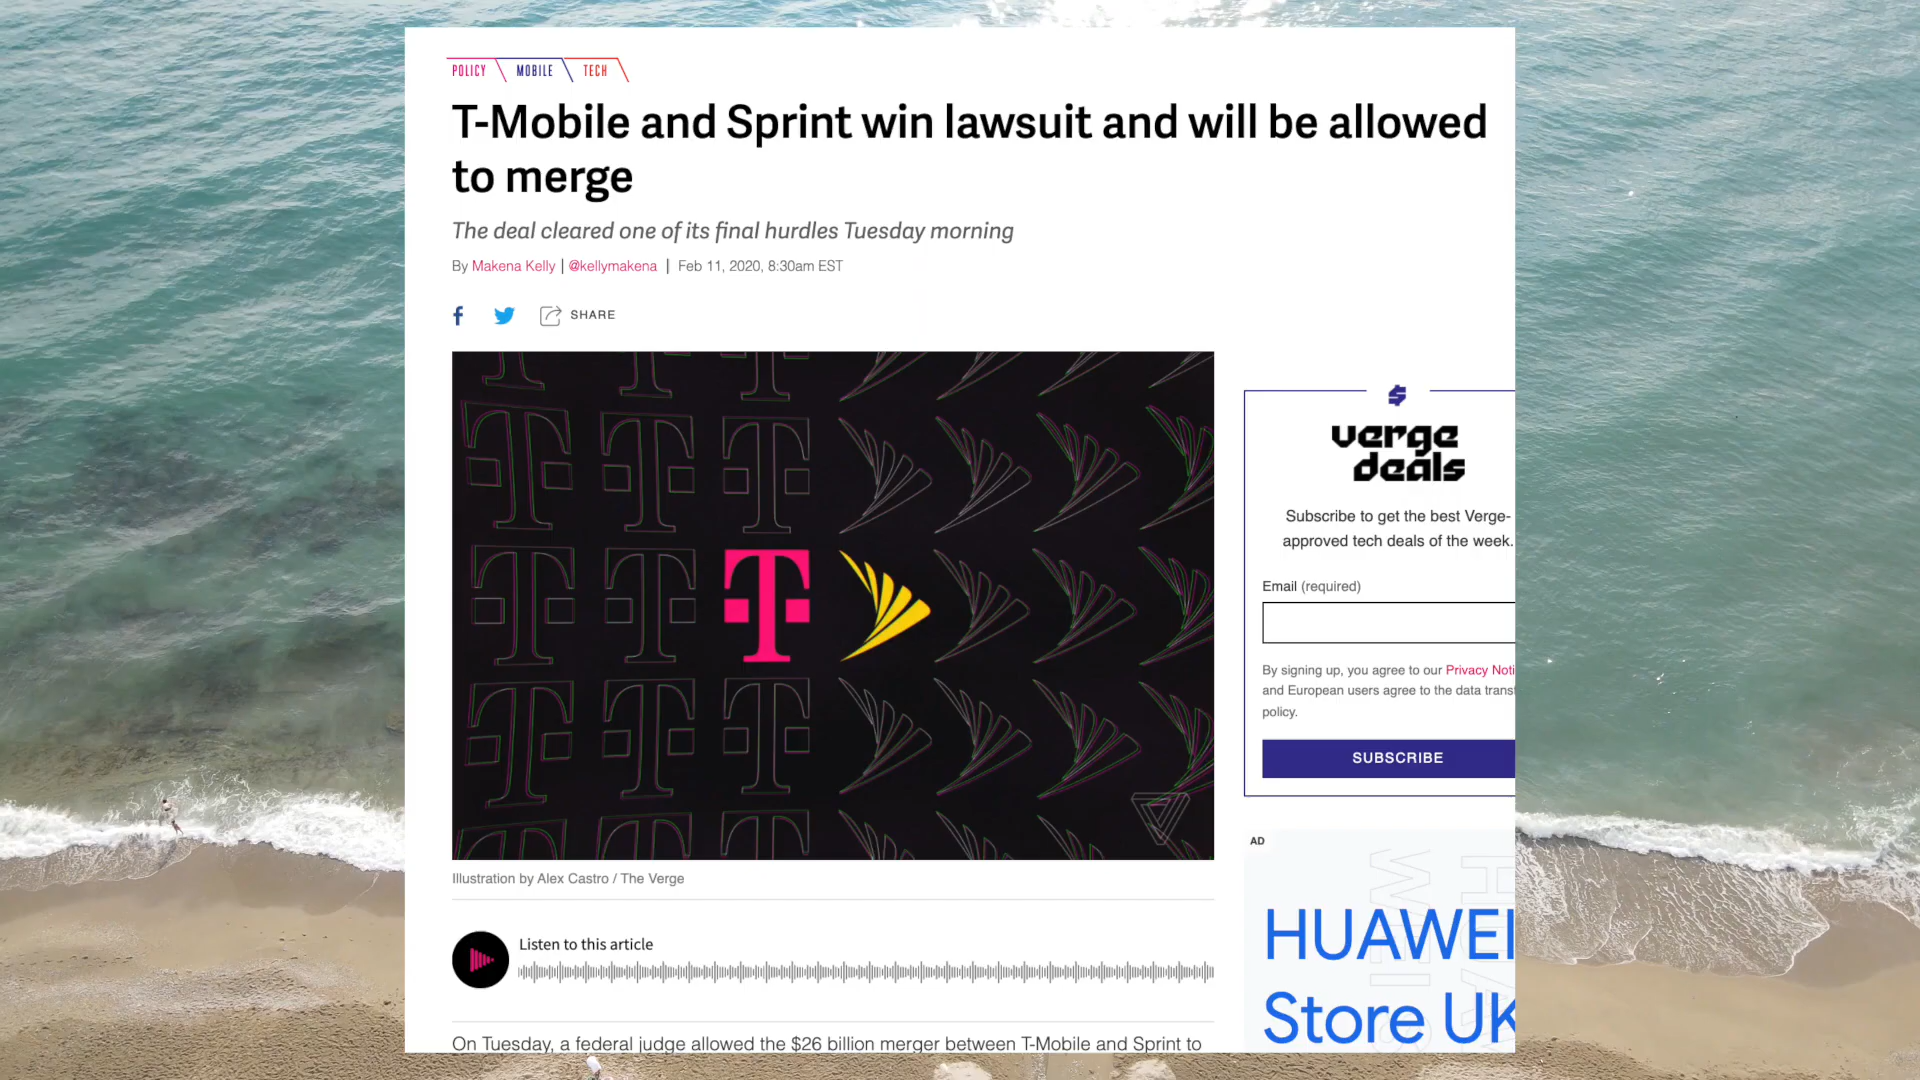 POLICY MOBILE TECH
T-Mobile and Sprint win lawsuit and will be allowed
to merge
The deal cleared one of its final hurdles Tuesday morning
By Makena Kelly | @kellymakena | Feb 11, 2020, 8:30am EST
SHARE
verge
deals
Subscribe to get the best Verge-
approved tech deals of the week.
Email (required)
By signing up, you agree to our Privacy Noti
and European users agree to the data trans
policy.
SUBSCRIBE
AD
HUAWEI
Store UK
Illustration by Alex Castro / The Verge
Listen to this article
On Tuesday, a federal judge allowed the $26 billion merger between T-Mobile and Sprint to